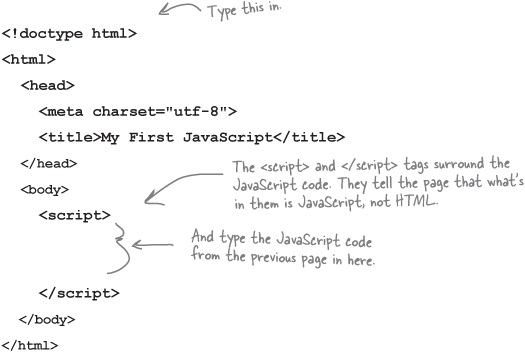 Type this in.
<!doctype html>
<html>
<head>
<meta charset="utf-8">
<title>My First JavaScript</title>
</head>
The <script> and </script> tags surround the
JavaScript code. They tell the page that what's
in them is JavaScript, not HTML.
<body>
<script>
And type the JavaScript code
from the previous page in here.
</script>
</body>
</html>